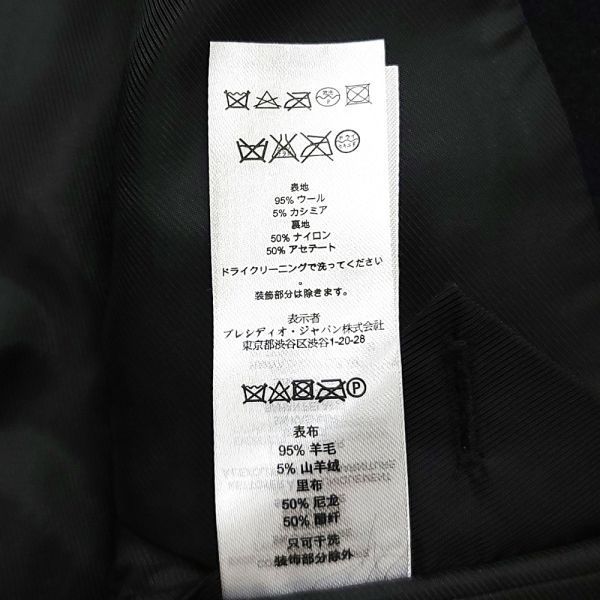 表地
95% ウール
5% カシミア
裏地
50% ナイロン
50% アセテート
ドライクリーニングで洗ってください
。
装飾部分は除きます。
表示者
プレシディオ・ジャパン株式会社
東京都渋谷区渋谷1-20-28
表布
95% 羊毛
5% 山羊绒
里布
50% 尼龙
50% 醋纤
只可干洗
装饰部分除外